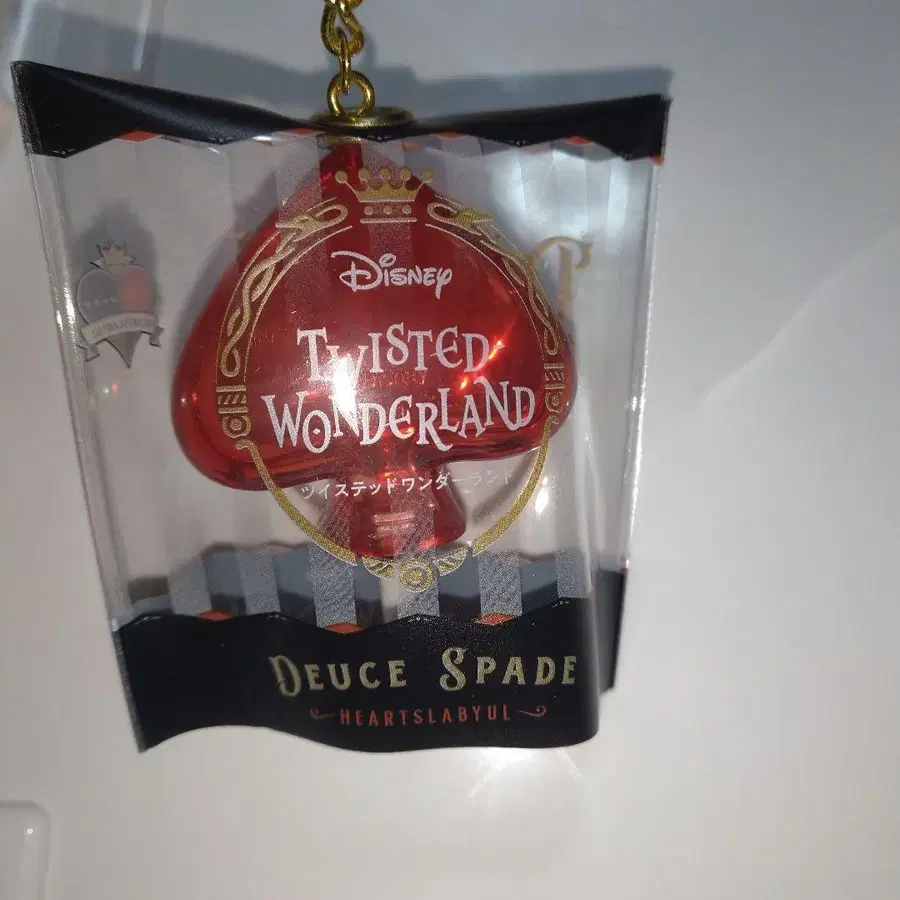 Disney
Twisted
Wonderland
ツイステッドワンダーランド
Deuce Spade
HEARTSLABYUL